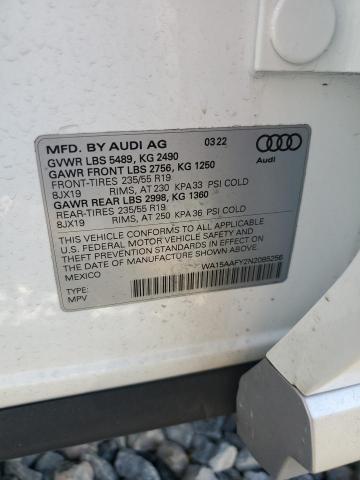 MFD. BY AUDI AG 03 22
GVWR LBS 5489, KG 2490
GAWR FRONT LBS 2756, KG 1250
FRONT-TIRES 235/55 R19
8JX19 RIMS, AT 230 KPA 33 PSI COLD
GAWR REAR LBS 2998, KG 1360
REAR-TIRES 235/55 R19
8JX19 RIMS, AT 250 KPA 36 PSI COLD
Audi
THIS VEHICLE CONFORMS TO ALL APPLICABLE
U.S. FEDERAL MOTOR VEHICLE SAFETY AND
THEFT PREVENTION STANDARDS IN EFFECT ON
THE DATE OF MANUFACTURE SHOWN ABOVE.
MEXICO
WA15AAFY2N2085256
TYPE:
MPV